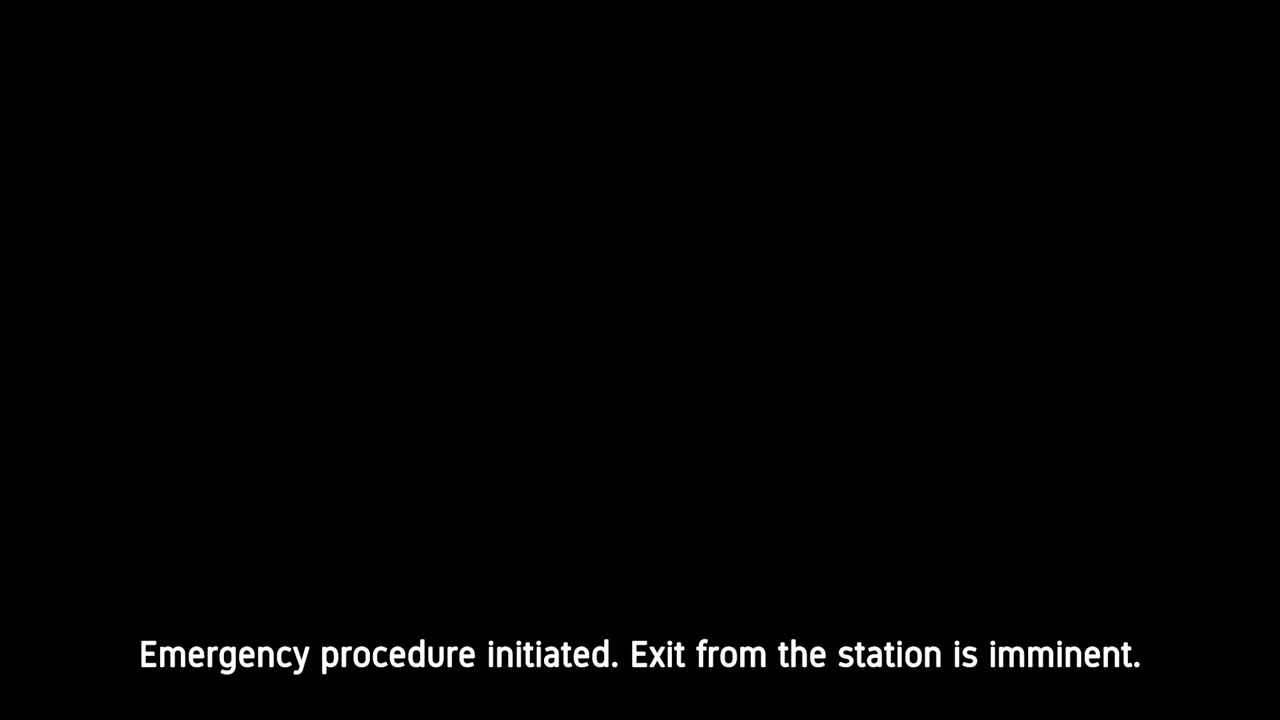 Emergency procedure initiated. Exit from the station is imminent.